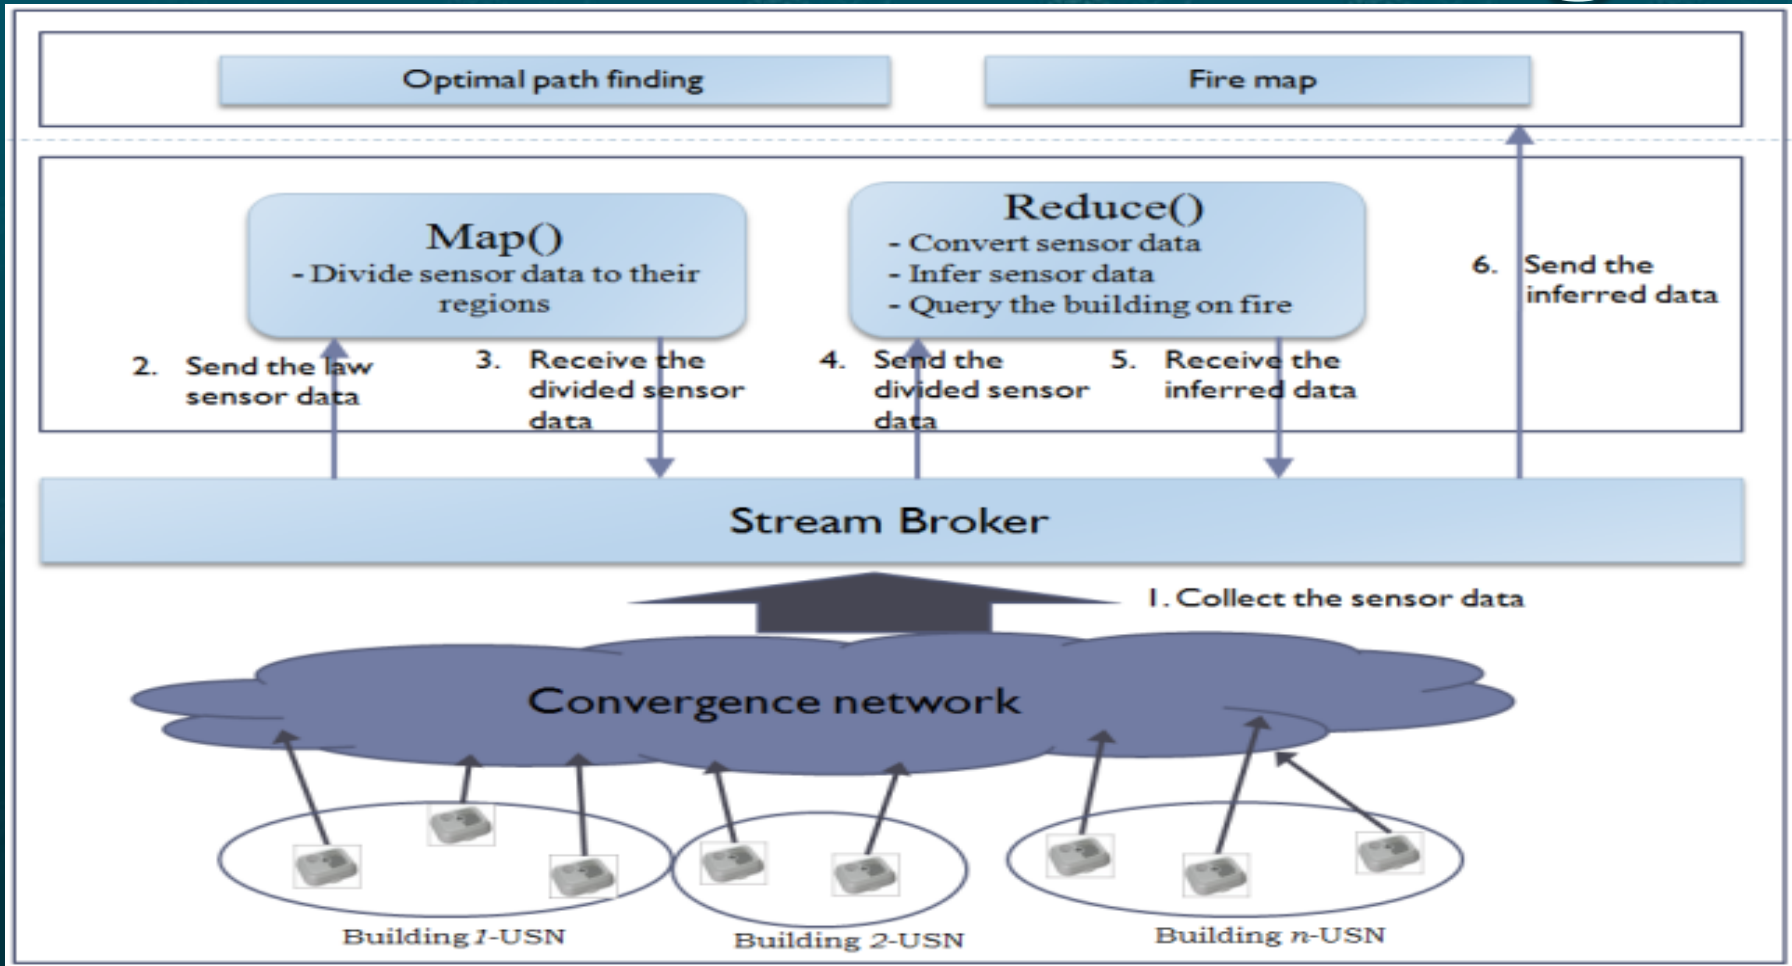 Optimal path finding
Fire map
Map()
- Divide sensor data to their
regions
Reduce()
- Convert sensor data
- Infer sensor data
- Query the building on fire
6. Send the
inferred data
2. Send the law
sensor data
3. Receive the
divided sensor
data
4. Send the
divided sensor
data
5. Receive the
inferred data
Stream Broker
1. Collect the sensor data
Convergence network
Building 1-USN
Building 2-USN
Building n-USN